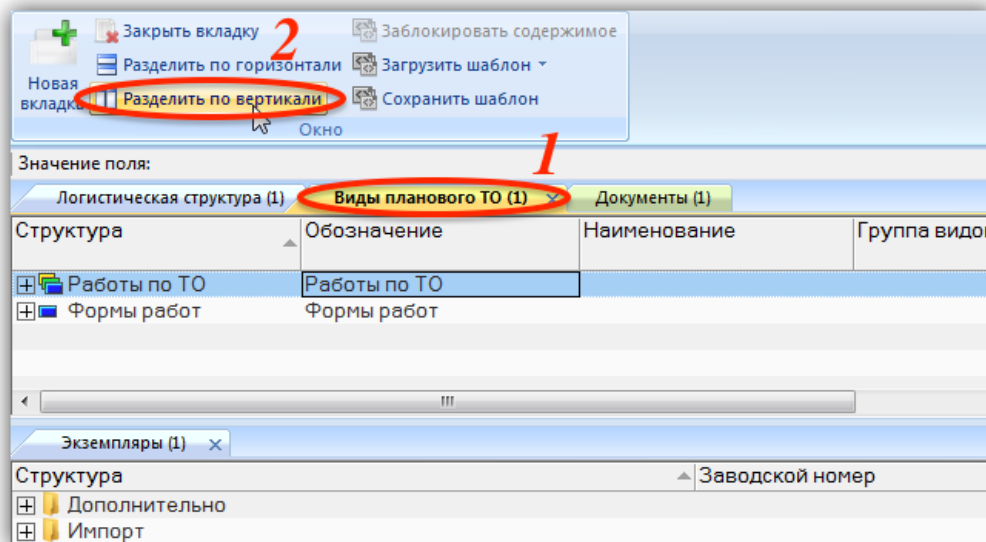 Закрыть вкладку
Заблокировать содержимое
2
Разделить по горизонтали
Загрузить шаблон
Новая
вкладка
Разделить по вертикали
Сохранить шаблон
Окно
1
Значение поля:
Логистическая структура (1) Виды планового ТО (1) Документы (1)
Структура Обозначение Наименование Группа видо
Работы по ТО Работы по ТО
Формы работ Формы работ
Экземпляры (1)
Структура Заводской номер
Дополнительно
Импорт